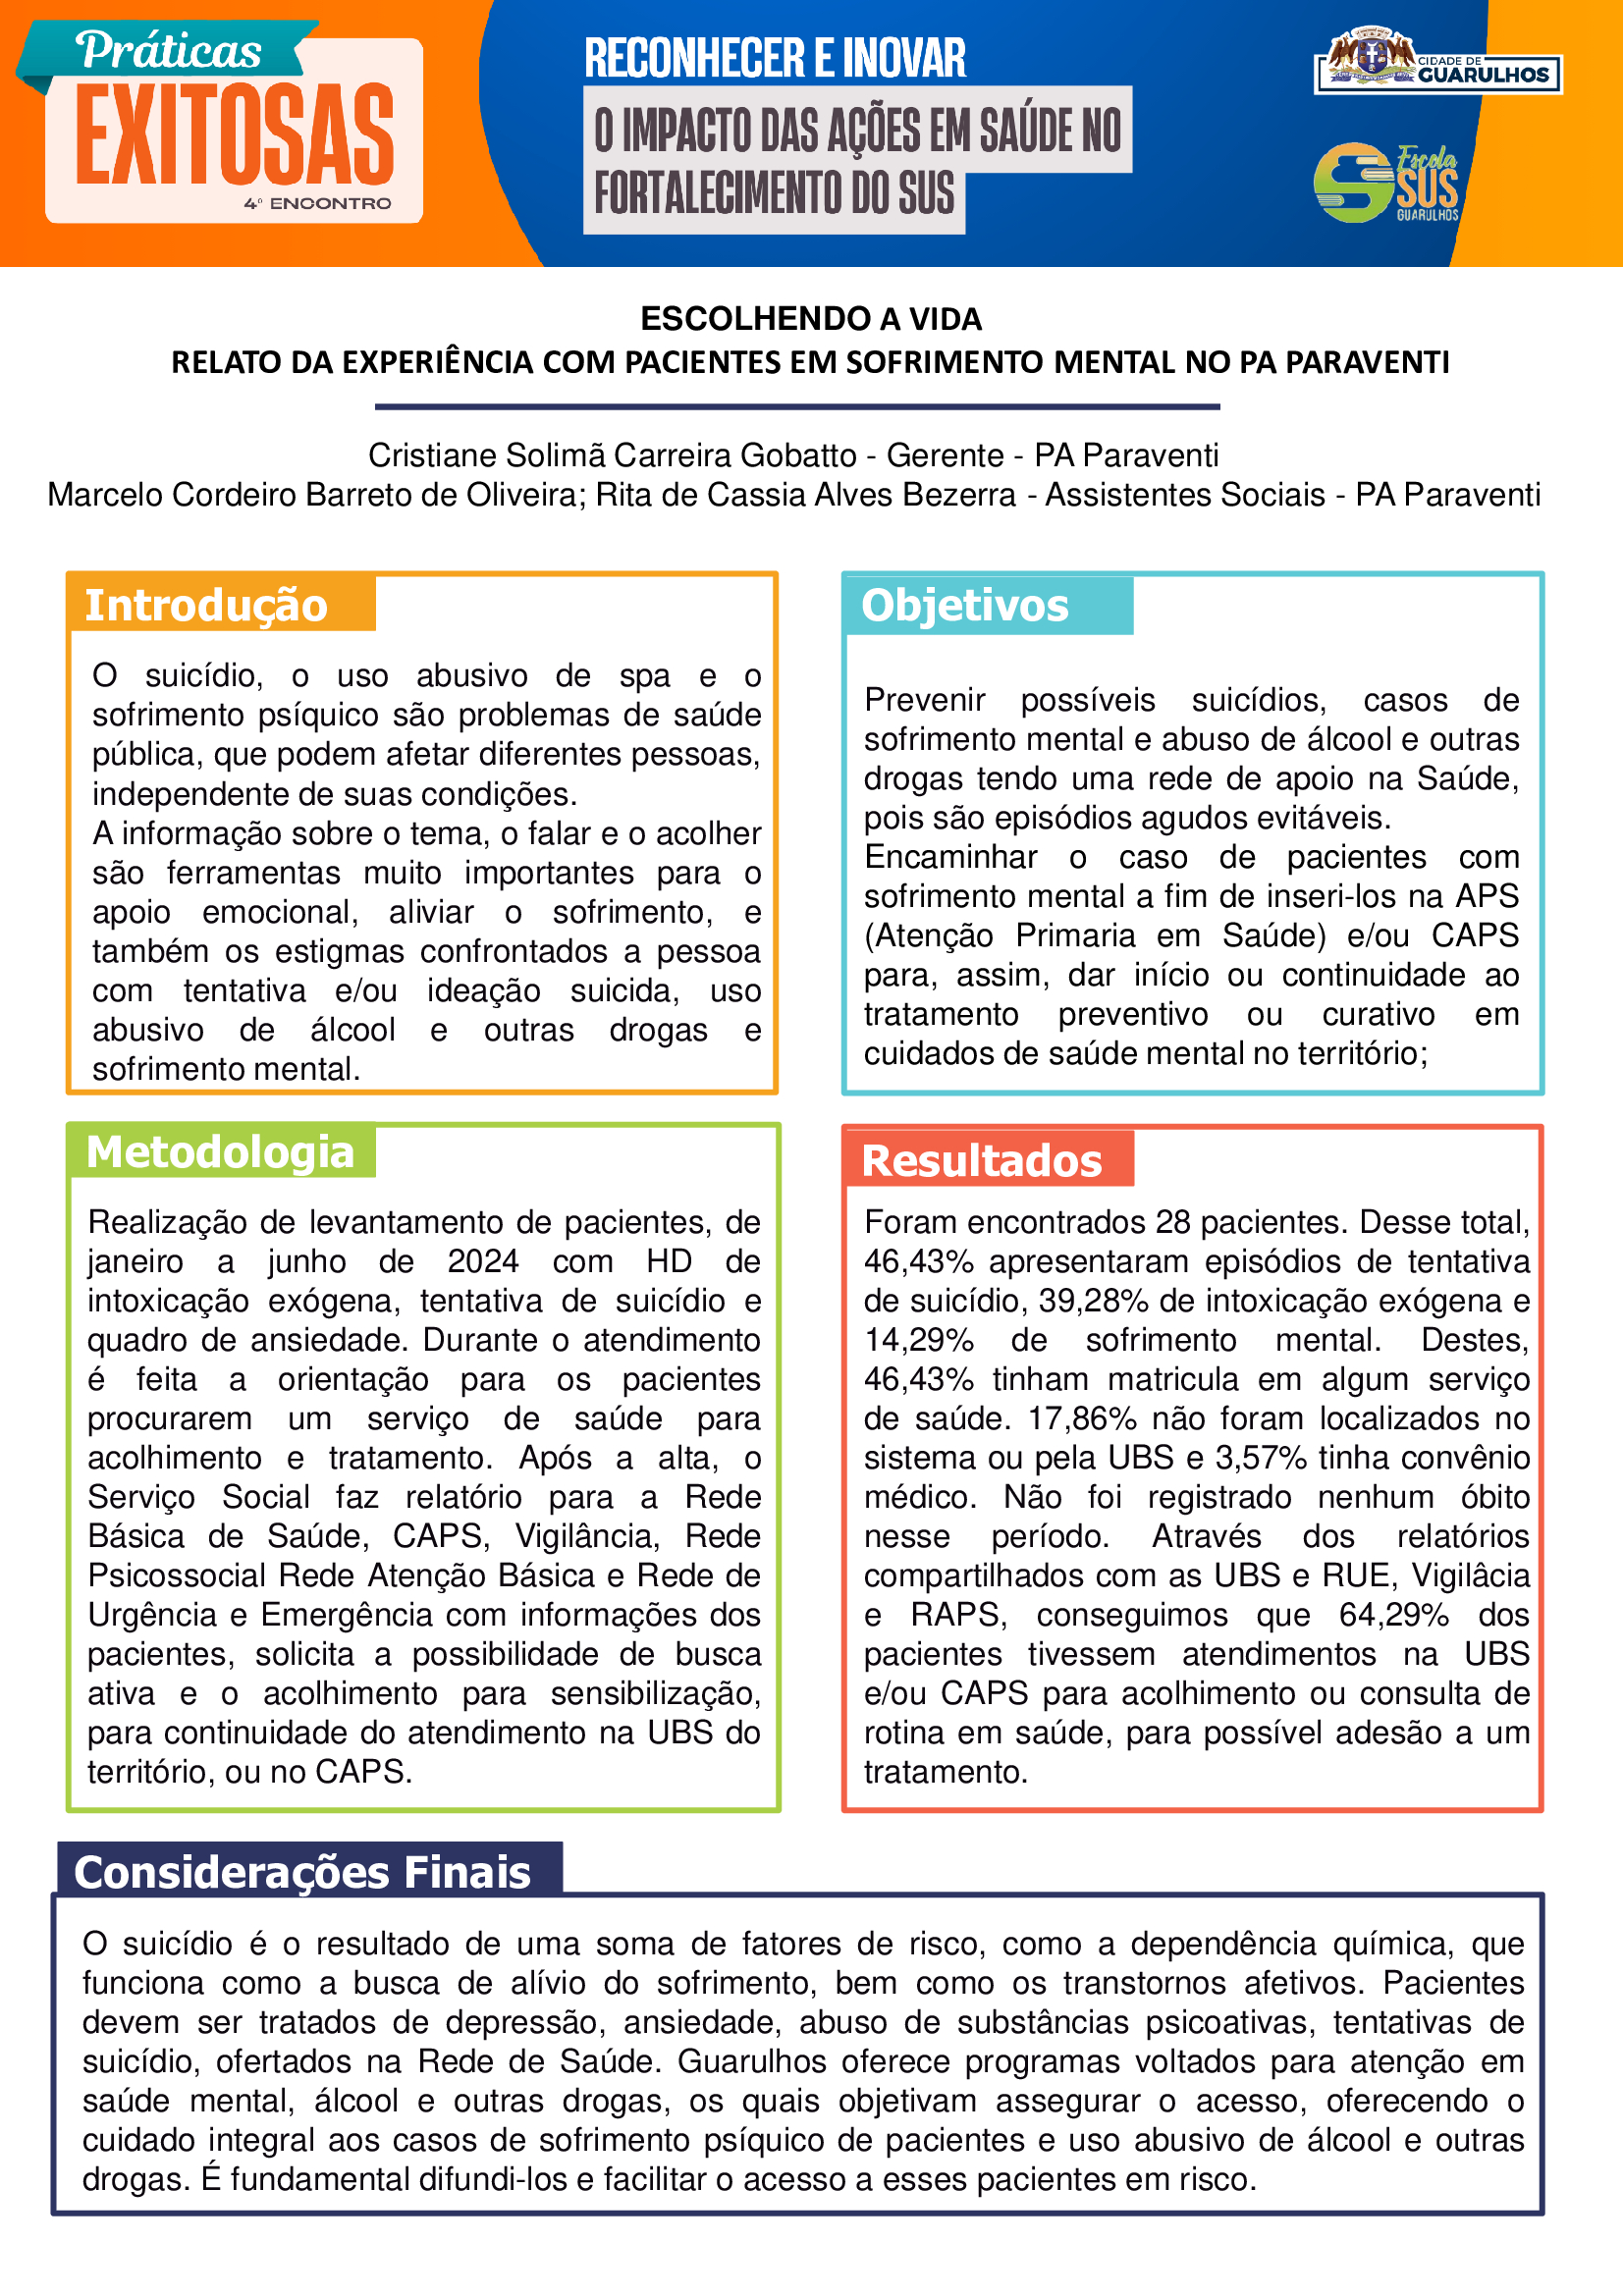 Práticas
EXITOSAS
4º ENCONTRO
RECONHECER E INOVAR
O IMPACTO DAS AÇÕES EM SAÚDE NO
FORTALECIMENTO DO SUS
CIDADE DE
GUARULHOS
Escola
SUS
GUARULHOS
ESCOLHENDO A VIDA
RELATO DA EXPERIÊNCIA COM PACIENTES EM SOFRIMENTO MENTAL NO PA PARAVENTI
Cristiane Solimã Carreira Gobatto - Gerente - PA Paraventi
Marcelo Cordeiro Barreto de Oliveira; Rita de Cassia Alves Bezerra - Assistentes Sociais - PA Paraventi
Introdução
O suicídio, o uso abusivo de spa e o
sofrimento psíquico são problemas de saúde
pública, que podem afetar diferentes pessoas,
independente de suas condições.
A informação sobre o tema, o falar e o acolher
são ferramentas muito importantes para o
apoio emocional, aliviar o sofrimento, e
também os estigmas confrontados a pessoa
com tentativa e/ou ideação suicida, uso
abusivo de álcool e outras drogas e
sofrimento mental.
Objetivos
Prevenir possíveis suicídios, casos de
sofrimento mental e abuso de álcool e outras
drogas tendo uma rede de apoio na Saúde,
pois são episódios agudos evitáveis.
Encaminhar o caso de pacientes com
sofrimento mental a fim de inseri-los na APS
(Atenção Primaria em Saúde) e/ou CAPS
para, assim, dar início ou continuidade ao
tratamento preventivo ou curativo em
cuidados de saúde mental no território;
Metodologia
Realização de levantamento de pacientes, de
janeiro a junho de 2024 com HD de
intoxicação exógena, tentativa de suicídio e
quadro de ansiedade. Durante o atendimento
é feita a orientação para os pacientes
procurarem um serviço de saúde para
acolhimento e tratamento. Após a alta, o
Serviço Social faz relatório para a Rede
Básica de Saúde, CAPS, Vigilância, Rede
Psicossocial Rede Atenção Básica e Rede de
Urgência e Emergência com informações dos
pacientes, solicita a possibilidade de busca
ativa e o acolhimento para sensibilização,
para continuidade do atendimento na UBS do
território, ou no CAPS.
Resultados
Foram encontrados 28 pacientes. Desse total,
46,43% apresentaram episódios de tentativa
de suicídio, 39,28% de intoxicação exógena e
14,29% de sofrimento mental. Destes,
46,43% tinham matricula em algum serviço
de saúde. 17,86% não foram localizados no
sistema ou pela UBS e 3,57% tinha convênio
médico. Não foi registrado nenhum óbito
nesse período. Através dos relatórios
compartilhados com as UBS e RUE, Vigilâcia
e RAPS, conseguimos que 64,29% dos
pacientes tivessem atendimentos na UBS
e/ou CAPS para acolhimento ou consulta de
rotina em saúde, para possível adesão a um
tratamento.
Considerações Finais
O suicídio é o resultado de uma soma de fatores de risco, como a dependência química, que
funciona como a busca de alívio do sofrimento, bem como os transtornos afetivos. Pacientes
devem ser tratados de depressão, ansiedade, abuso de substâncias psicoativas, tentativas de
suicídio, ofertados na Rede de Saúde. Guarulhos oferece programas voltados para atenção em
saúde mental, álcool e outras drogas, os quais objetivam assegurar o acesso, oferecendo o
cuidado integral aos casos de sofrimento psíquico de pacientes e uso abusivo de álcool e outras
drogas. É fundamental difundi-los e facilitar o acesso a esses pacientes em risco.